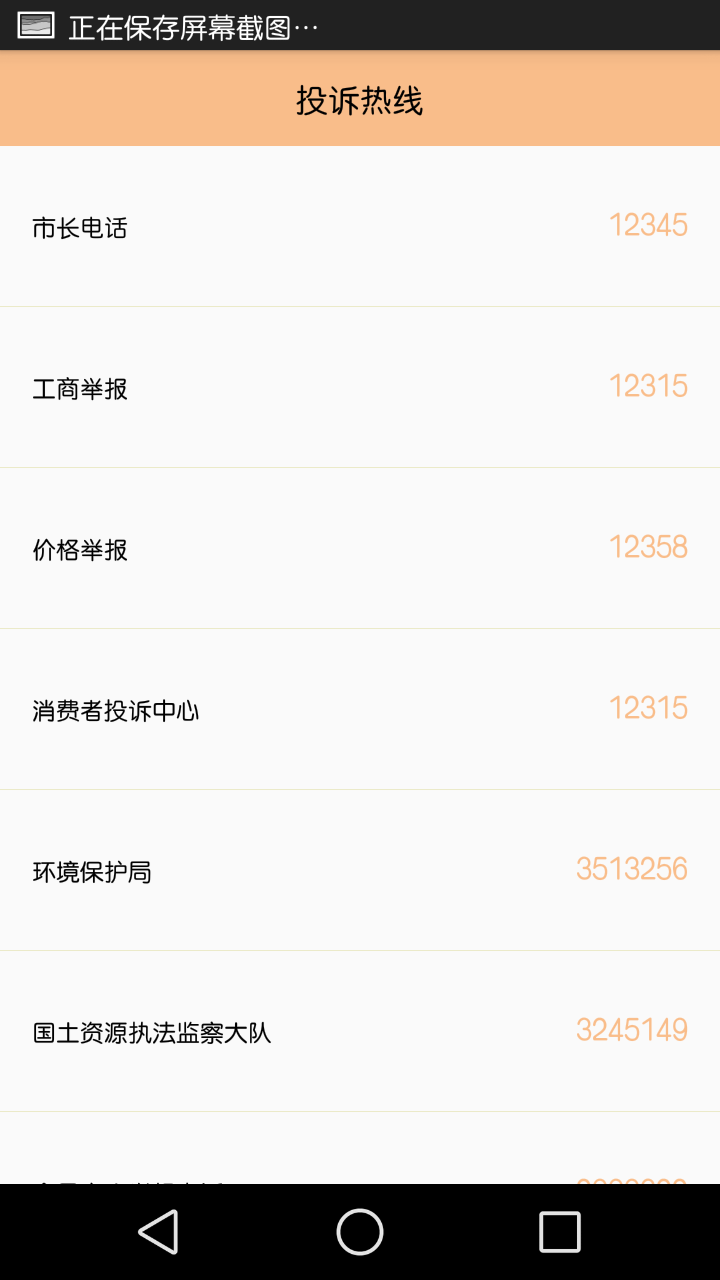 正在保存屏幕截图…
投诉热线
市长电话 12345
工商举报 12315
价格举报 12358
消费者投诉中心 12315
环境保护局 3513256
国土资源执法监察大队 3245149